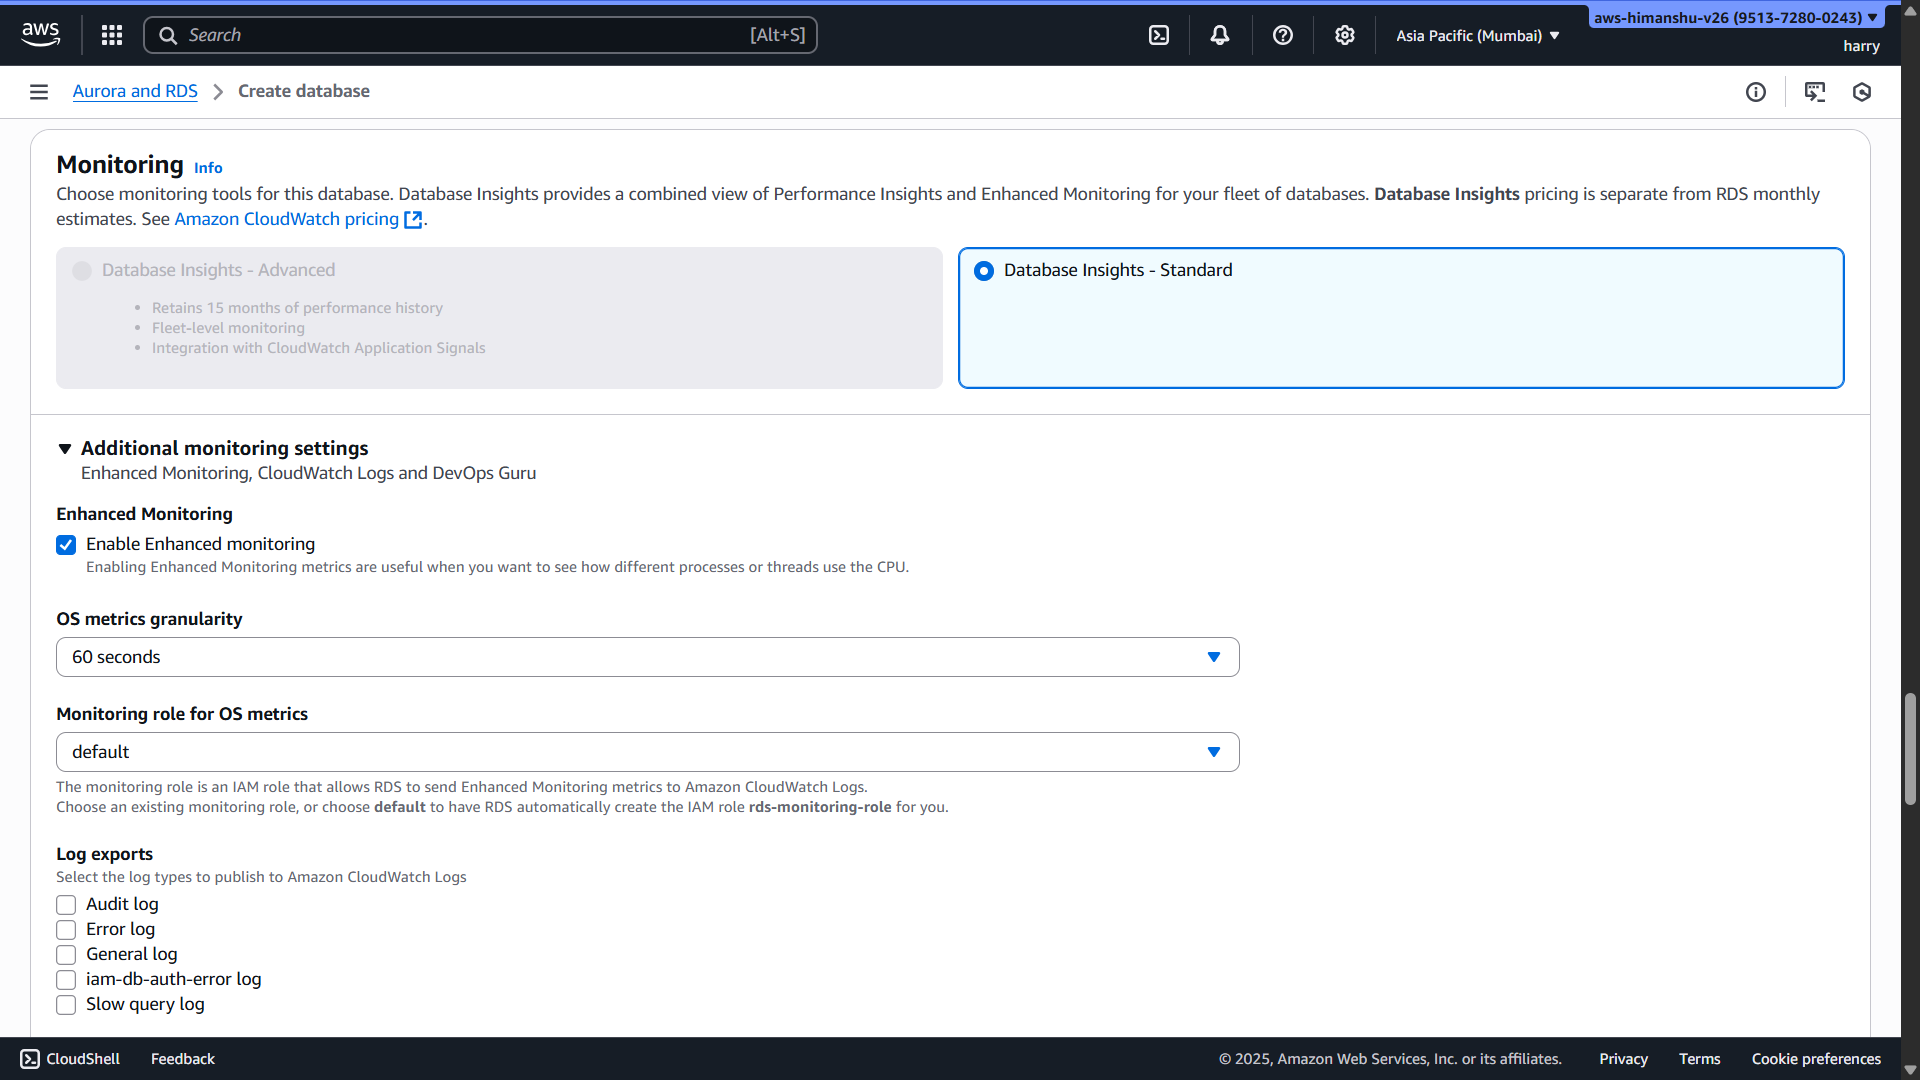 aws
Search
[Alt+S]
Asia Pacific (Mumbai)
aws-himanshu-v26 (9513-7280-0243)
harry
Aurora and RDS
Create database
Monitoring Info
Choose monitoring tools for this database. Database Insights provides a combined view of Performance Insights and Enhanced Monitoring for your fleet of databases. Database Insights pricing is separate from RDS monthly
estimates. See Amazon CloudWatch pricing.
Database Insights - Advanced
• Retains 15 months of performance history
• Fleet-level monitoring
• Integration with CloudWatch Application Signals
Database Insights - Standard
Additional monitoring settings
Enhanced Monitoring, CloudWatch Logs and DevOps Guru
Enhanced Monitoring
Enable Enhanced monitoring
Enabling Enhanced Monitoring metrics are useful when you want to see how different processes or threads use the CPU.
OS metrics granularity
60 seconds
Monitoring role for OS metrics
default
The monitoring role is an IAM role that allows RDS to send Enhanced Monitoring metrics to Amazon CloudWatch Logs.
Choose an existing monitoring role, or choose default to have RDS automatically create the IAM role rds-monitoring-role for you.
Log exports
Select the log types to publish to Amazon CloudWatch Logs
Audit log
Error log
General log
iam-db-auth-error log
Slow query log
CloudShell
Feedback
© 2025, Amazon Web Services, Inc. or its affiliates.
Privacy
Terms
Cookie preferences